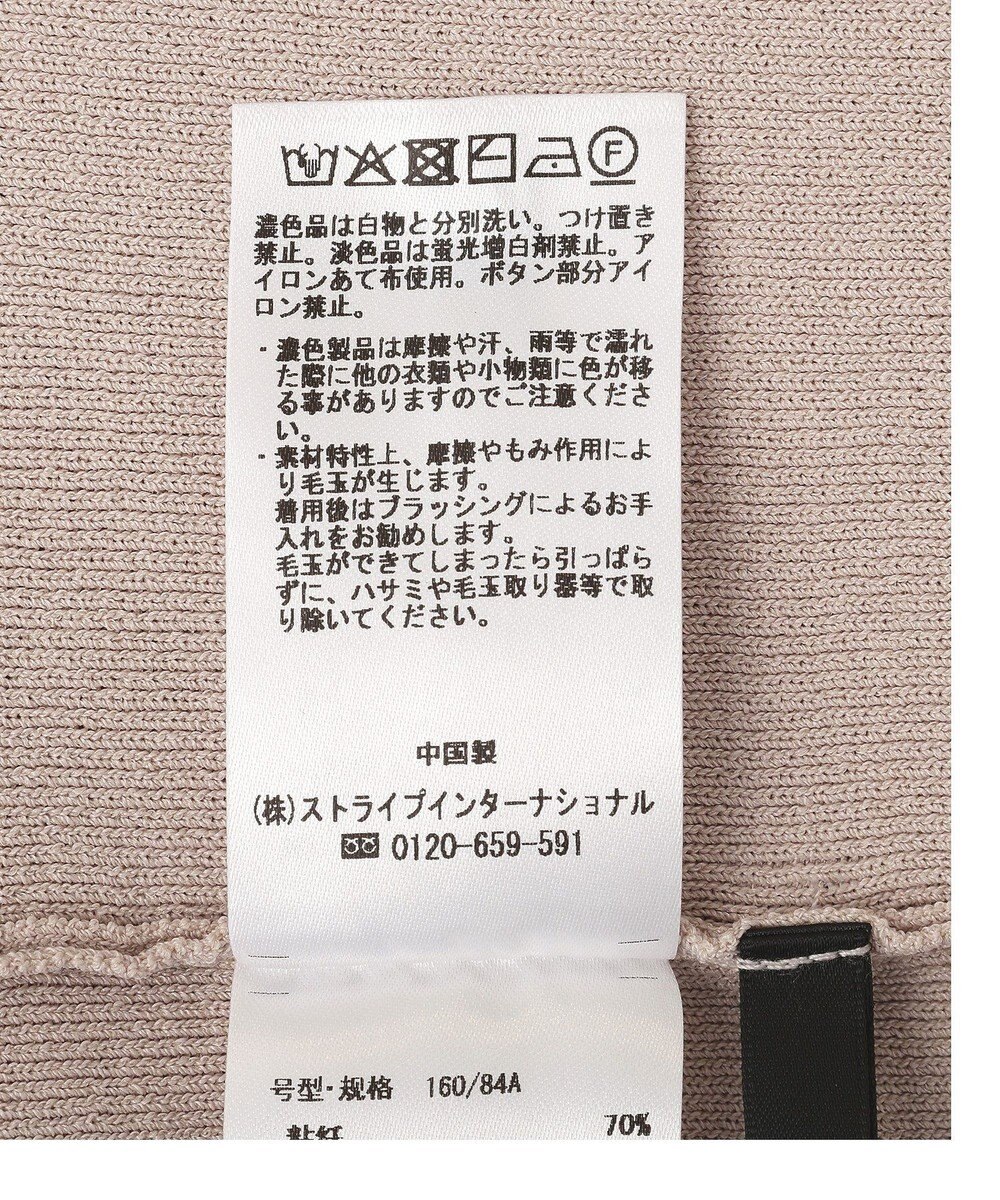 F
濃色品は白物と分別洗い。つけ置き
禁止。淡色品は蛍光増白剤禁止。ア
イロンあて布使用。ボタン部分アイ
ロン禁止。
・濃色製品は摩擦や汗、雨等で濡れ
た際に他の衣類や小物類に色が移
る事がありますのでご注意くださ
い。
・素材特性上、摩擦やもみ作用によ
り毛玉が生じます。
着用後はブラッシングによるお手
入れをお勧めします。
毛玉ができてしまったら引っぱら
ずに、ハサミや毛玉取り器等で取
り除いてください。
中国製
(株)ストライプインターナショナル
0120-659-591
号型・规格 160/84A
70%